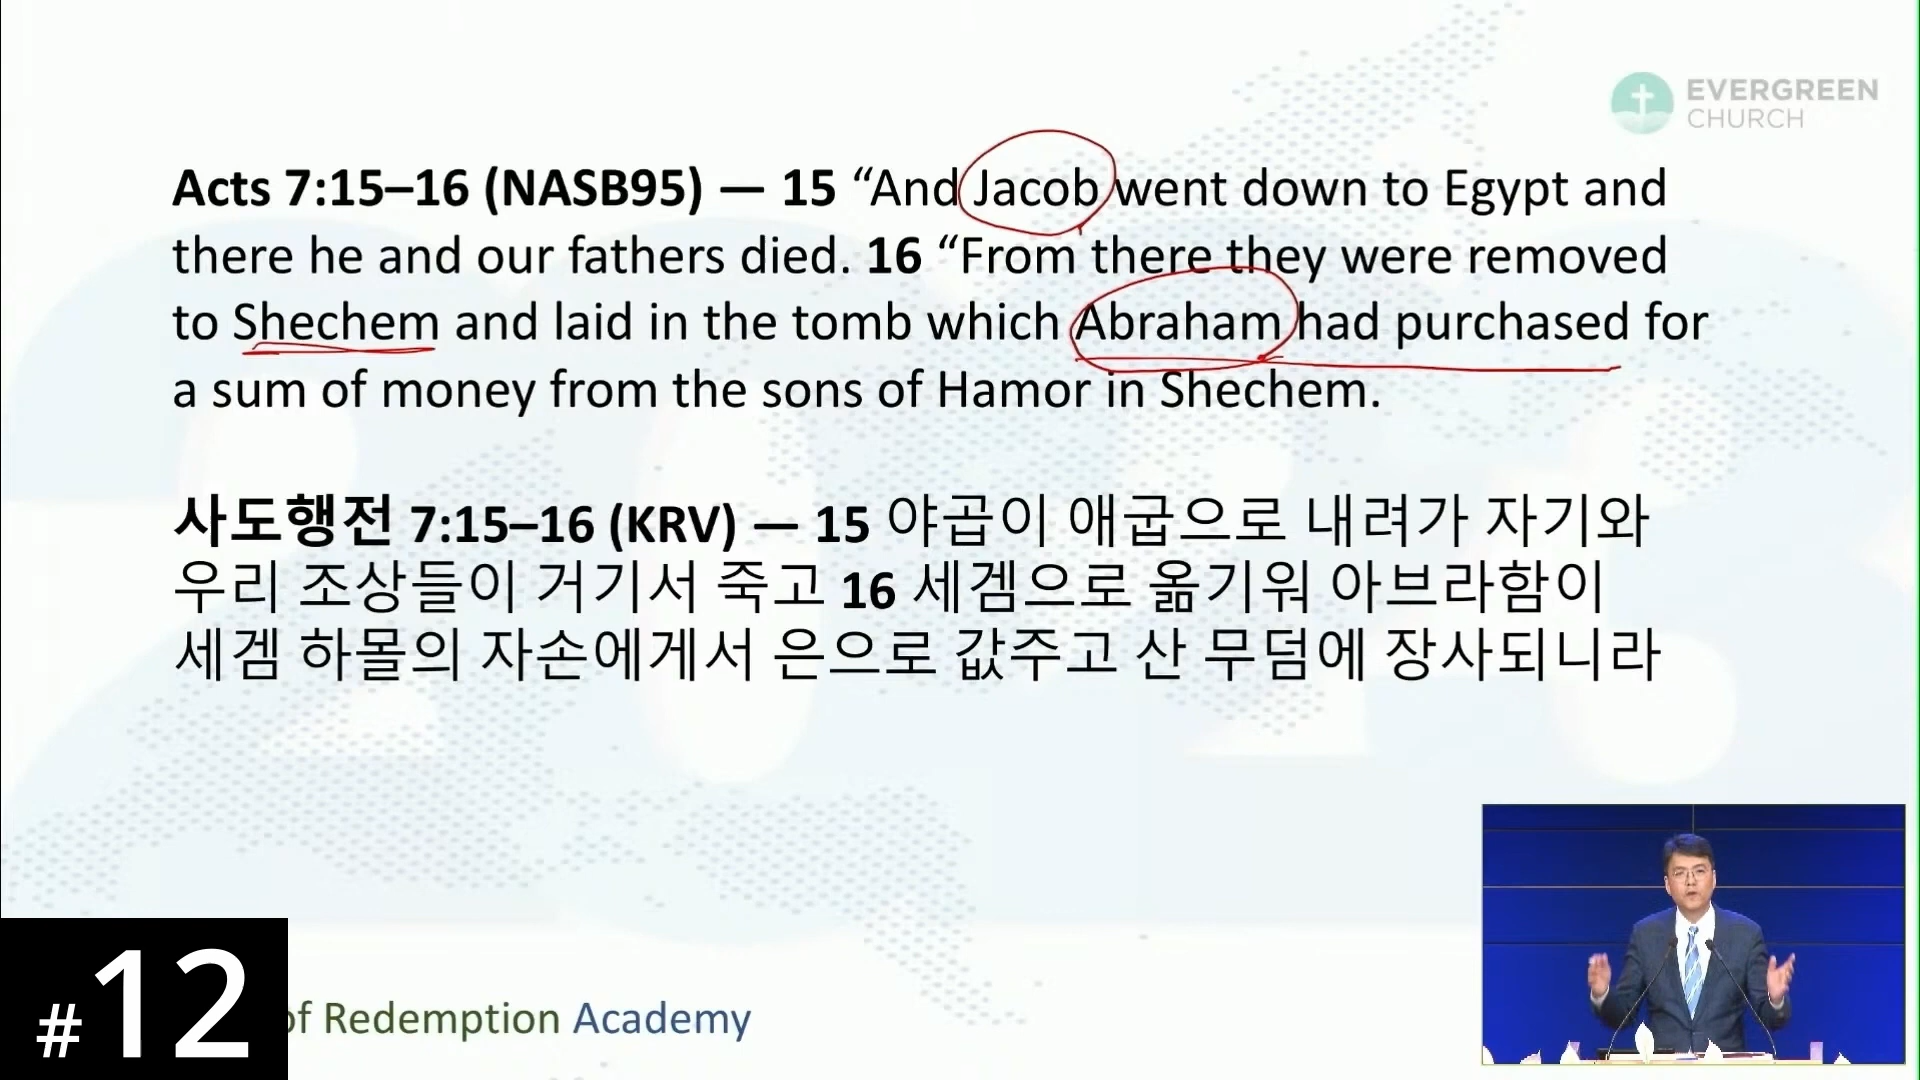 EVERGREEN
CHURCH
Acts 7:15–16 (NASB95) — 15 “And Jacob went down to Egypt and
there he and our fathers died. 16 “From there they were removed
to Shechem and laid in the tomb which Abraham had purchased for
a sum of money from the sons of Hamor in Shechem.
사도행전 7:15–16 (KRV) — 15 야곱이 애굽으로 내려가 자기와
우리 조상들이 거기서 죽고 16 세겜으로 옮기워 아브라함이
세겜 하몰의 자손에게서 은으로 값주고 산 무덤에 장사되니라
#12
of Redemption Academy